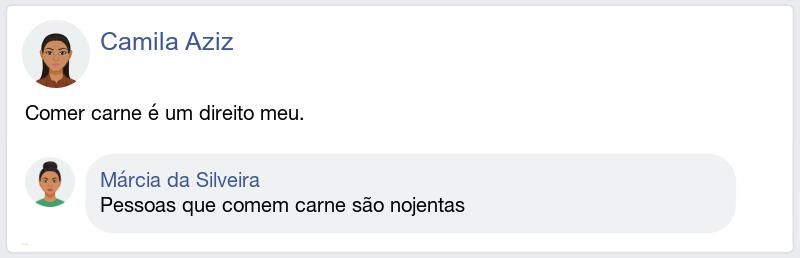 Camila Aziz
Comer carne é um direito meu.
Márcia da Silveira
Pessoas que comem carne são nojentas